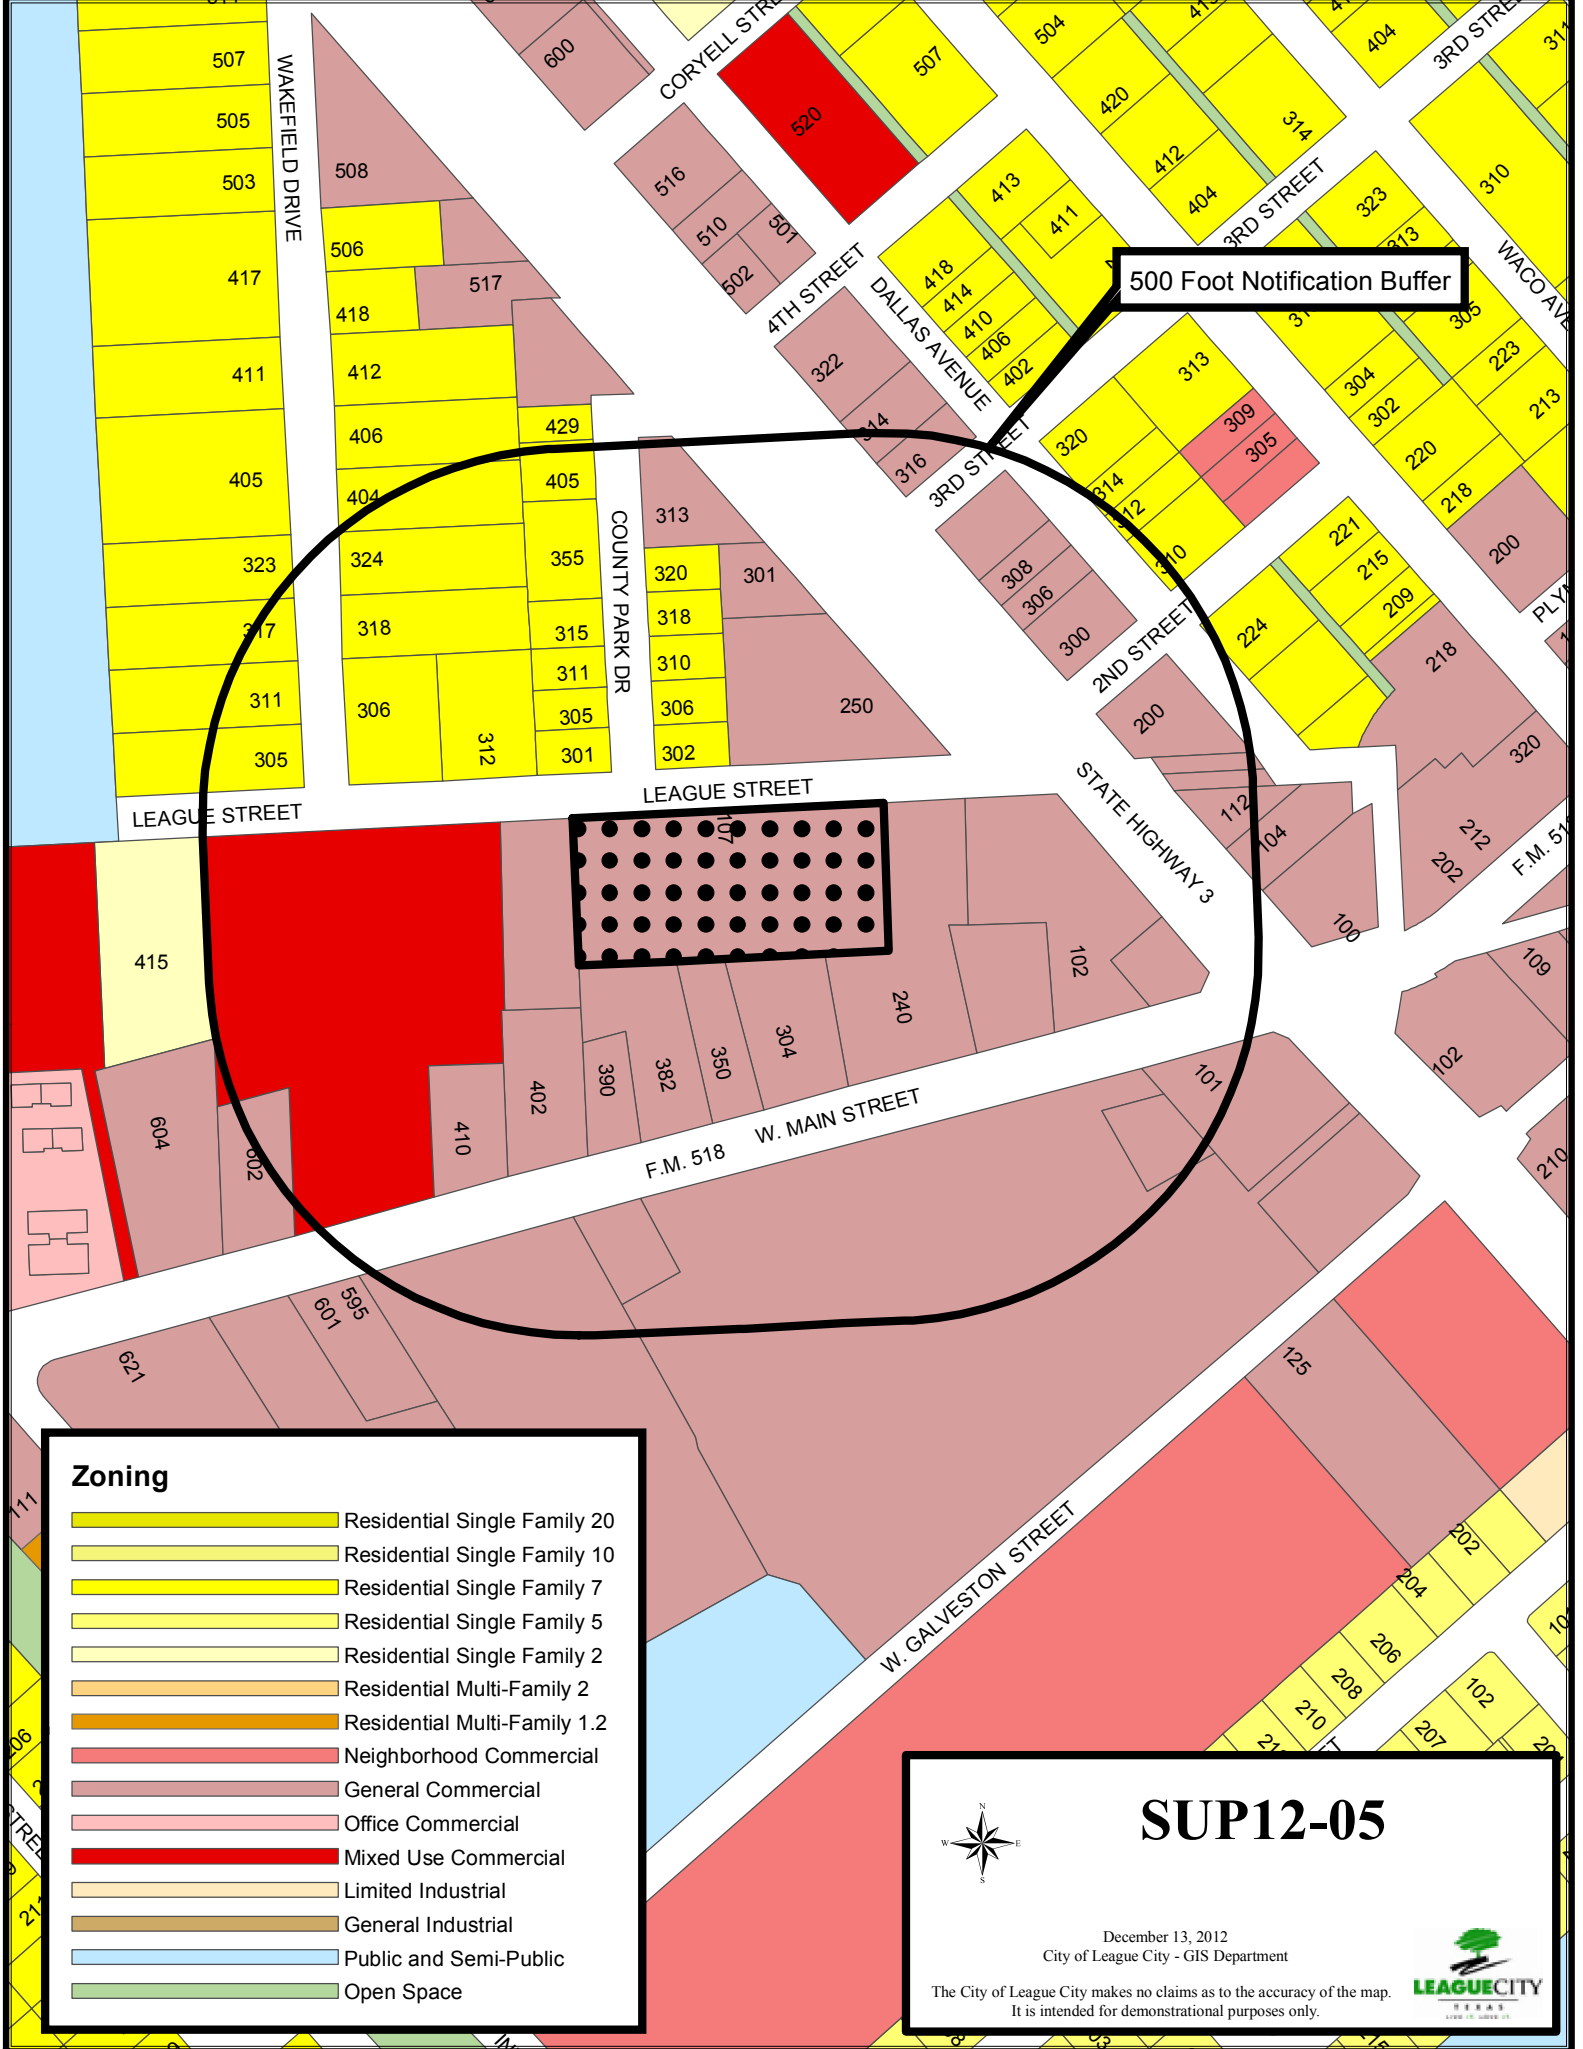 507
505
503
417
411
405
323
317
311
305
WAKEFIELD DRIVE
508
506
418
517
412
406
404
324
318
306
312
429
405
355
315
311
305
301
COUNTY PARK DR
313
320
301
318
310
306
302
250
LEAGUE STREET
LEAGUE STREET
107
600
516
510
501
502
520
507
4TH STREET
DALLAS AVENUE
322
314
316
3RD STREET
413
411
418
414
410
406
402
504
420
412
404
314
404
3RD STREET
310
323
313
305
223
213
304
302
220
218
200
500 Foot Notification Buffer
313
309
305
320
314
312
310
308
306
300
2ND STREET
221
215
209
224
218
320
212
202
200
112
104
100
STATE HIGHWAY 3
109
102
210
415
604
602
410
402
390
382
350
304
240
102
101
F.M. 518
W. MAIN STREET
621
601
595
125
111
W. GALVESTON STREET
202
204
206
208
210
102
207
Zoning
Residential Single Family 20
Residential Single Family 10
Residential Single Family 7
Residential Single Family 5
Residential Single Family 2
Residential Multi-Family 2
Residential Multi-Family 1.2
Neighborhood Commercial
General Commercial
Office Commercial
Mixed Use Commercial
Limited Industrial
General Industrial
Public and Semi-Public
Open Space
N
W
E
S
SUP12-05
December 13, 2012
City of League City - GIS Department
The City of League City makes no claims as to the accuracy of the map.
It is intended for demonstrational purposes only.
LEAGUECITY
TEXAS